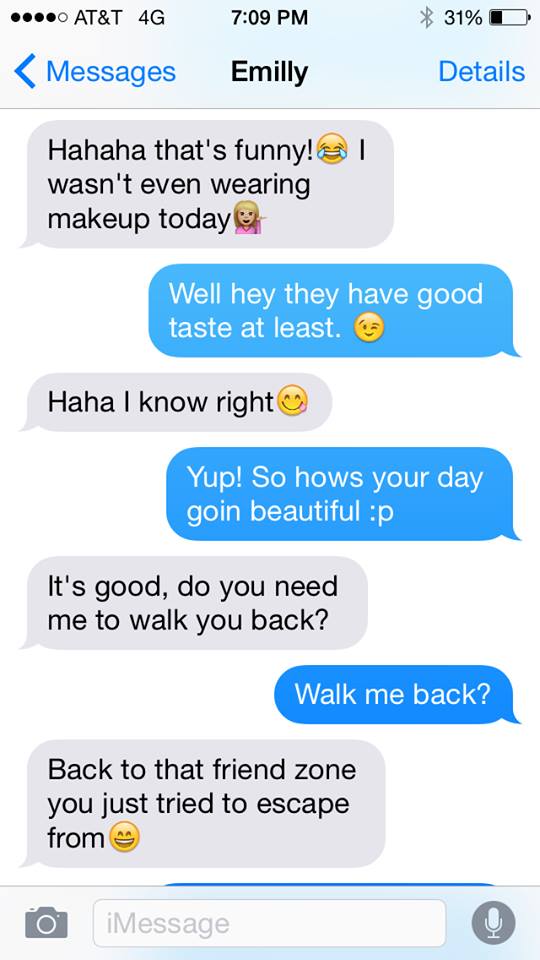 AT&T 4G 7:09 PM 31%
Messages Emilly Details
Hahaha that's funny!😂 I
wasn't even wearing
makeup today💁🏼
Well hey they have good
taste at least. 😉
Haha I know right😋
Yup! So hows your day
goin beautiful :p
It's good, do you need
me to walk you back?
Walk me back?
Back to that friend zone
you just tried to escape
from😄
iMessage